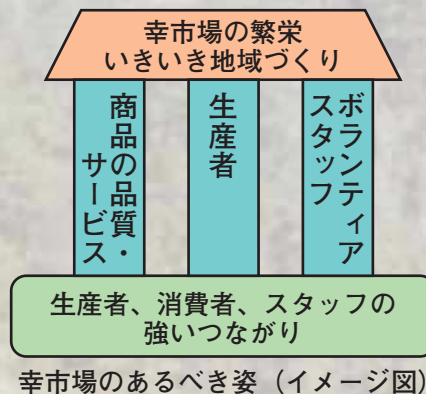 幸市場の繁栄
いきいき地域づくり
商品の品質・
サービス
生産者
ボランティア
スタッフ
生産者、消費者、スタッフの
強いつながり
幸市場のあるべき姿(イメージ図)